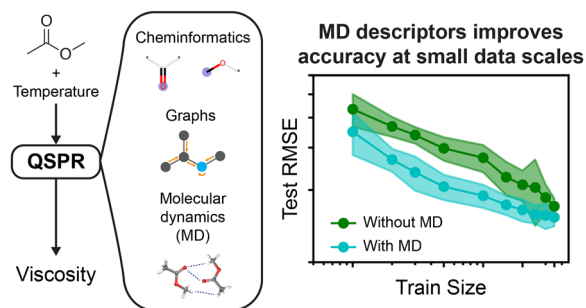 O
O
+
Temperature
QSPR
Viscosity
Cheminformatics
O
O
Graphs
Molecular
dynamics
(MD)
MD descriptors improves
accuracy at small data scales
Test RMSE
Without MD
With MD
Train Size